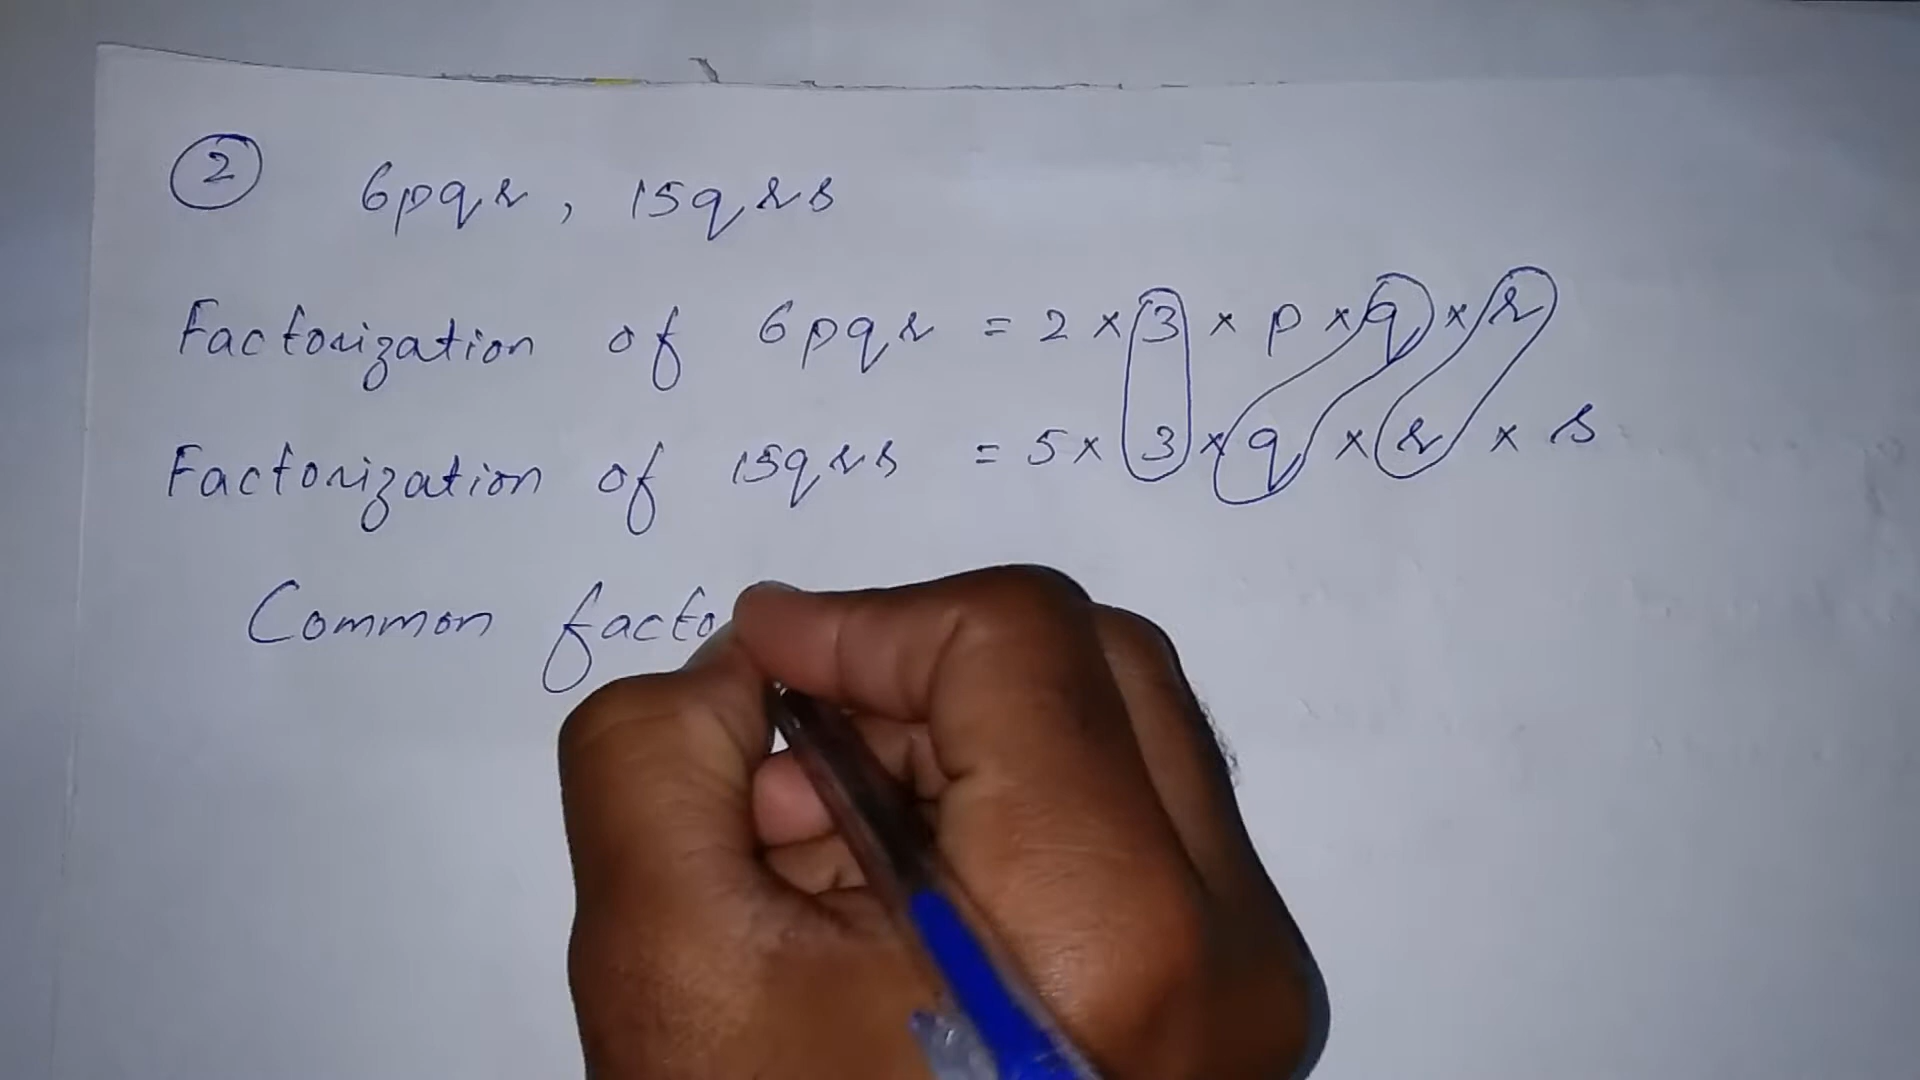 2 6pqr, 15qrs
Factorization of 6pqr = 2 × 3 × p × q × r
Factorization of 15qrs = 5 × 3 × q × r × s
Common facto